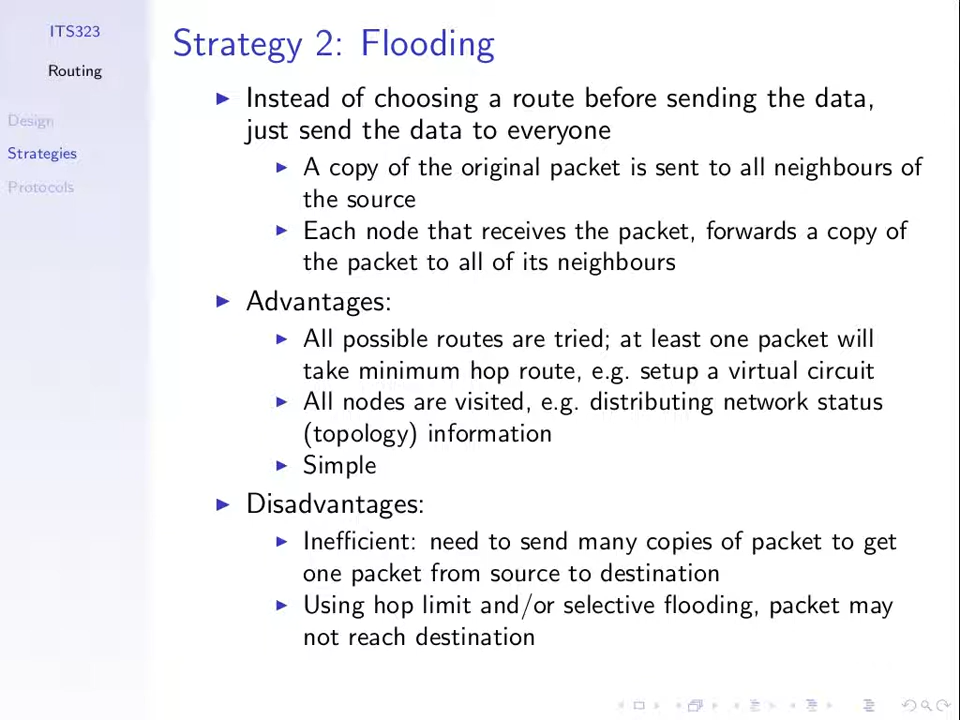 ITS323
Routing
Design
Strategies
Protocols
Strategy 2: Flooding
Instead of choosing a route before sending the data,
just send the data to everyone
A copy of the original packet is sent to all neighbours of
the source
Each node that receives the packet, forwards a copy of
the packet to all of its neighbours
Advantages:
All possible routes are tried; at least one packet will
take minimum hop route, e.g. setup a virtual circuit
All nodes are visited, e.g. distributing network status
(topology) information
Simple
Disadvantages:
Inefficient: need to send many copies of packet to get
one packet from source to destination
Using hop limit and/or selective flooding, packet may
not reach destination